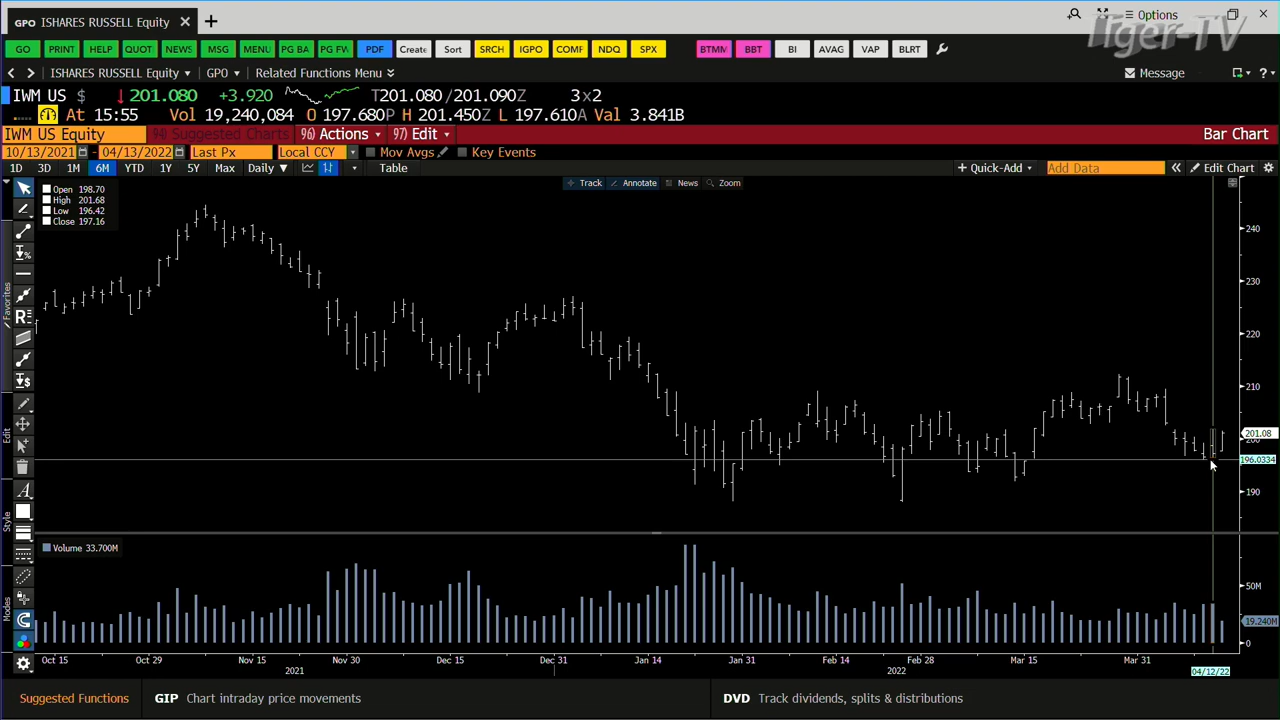 GPO ISHARES RUSSELL Equity
Options
Tiger-TV
GO PRINT HELP QUOT NEWS MSG MENU PG BA PG FW PDF Create Sort SRCH IGPO COMF NDQ SPX BTMM BBT BI AVAG VAP BLRT
ISHARES RUSSELL Equity GPO Related Functions Menu Message ?
IWM US $ 201.080 +3.920 T201.080/201.090Z 3x2
At 15:55 Vol 19,240,084 O 197.680P H 201.450Z L 197.610A Val 3.841B
IWM US Equity 94) Suggested Charts 96) Actions 97) Edit Bar Chart
10/13/2021 - 04/13/2022 Last Px Local CCY Mov Avgs Key Events
1D 3D 1M 6M YTD 1Y 5Y Max Daily Table + Quick-Add Add Data Edit Chart
Track Annotate News Zoom
Open 198.70
High 201.68
Low 196.42
Close 197.16
Favorites
Edit
Style
Modes
240
230
220
210
201.08
200
196.0334
190
Volume 33.700M
50M
19.240M
0
Oct 15 Oct 29 Nov 15 Nov 30 Dec 15 Dec 31 Jan 14 Jan 31 Feb 14 Feb 28 Mar 15 Mar 31
2021 2022 04/12/22
Suggested Functions GIP Chart intraday price movements DVD Track dividends, splits & distributions